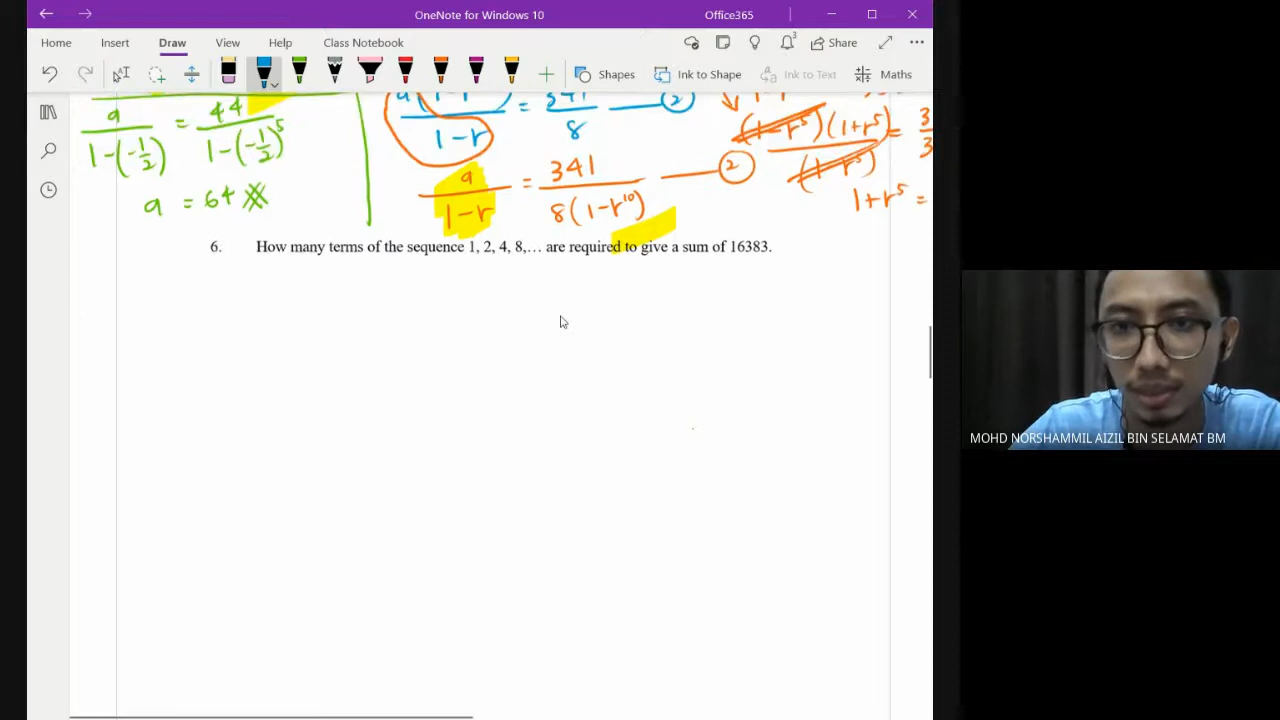 OneNote for Windows 10
Office365
Home Insert Draw View Help Class Notebook
3
Share
Shapes
Ink to Shape
Ink to Text
Maths
a/(1-(-1/2)) = 44/(1-(-1/2)^5)
a = 64
1-r = 341/8 ② 
a/(1-r) = 341/(8(1-r^10)) ②
(1-r^5)(1+r^5)/(1-r^5) = 3/3
1+r^5 =
6. How many terms of the sequence 1, 2, 4, 8,… are required to give a sum of 16383.
MOHD NORSHAMMIL AIZIL BIN SELAMAT BM